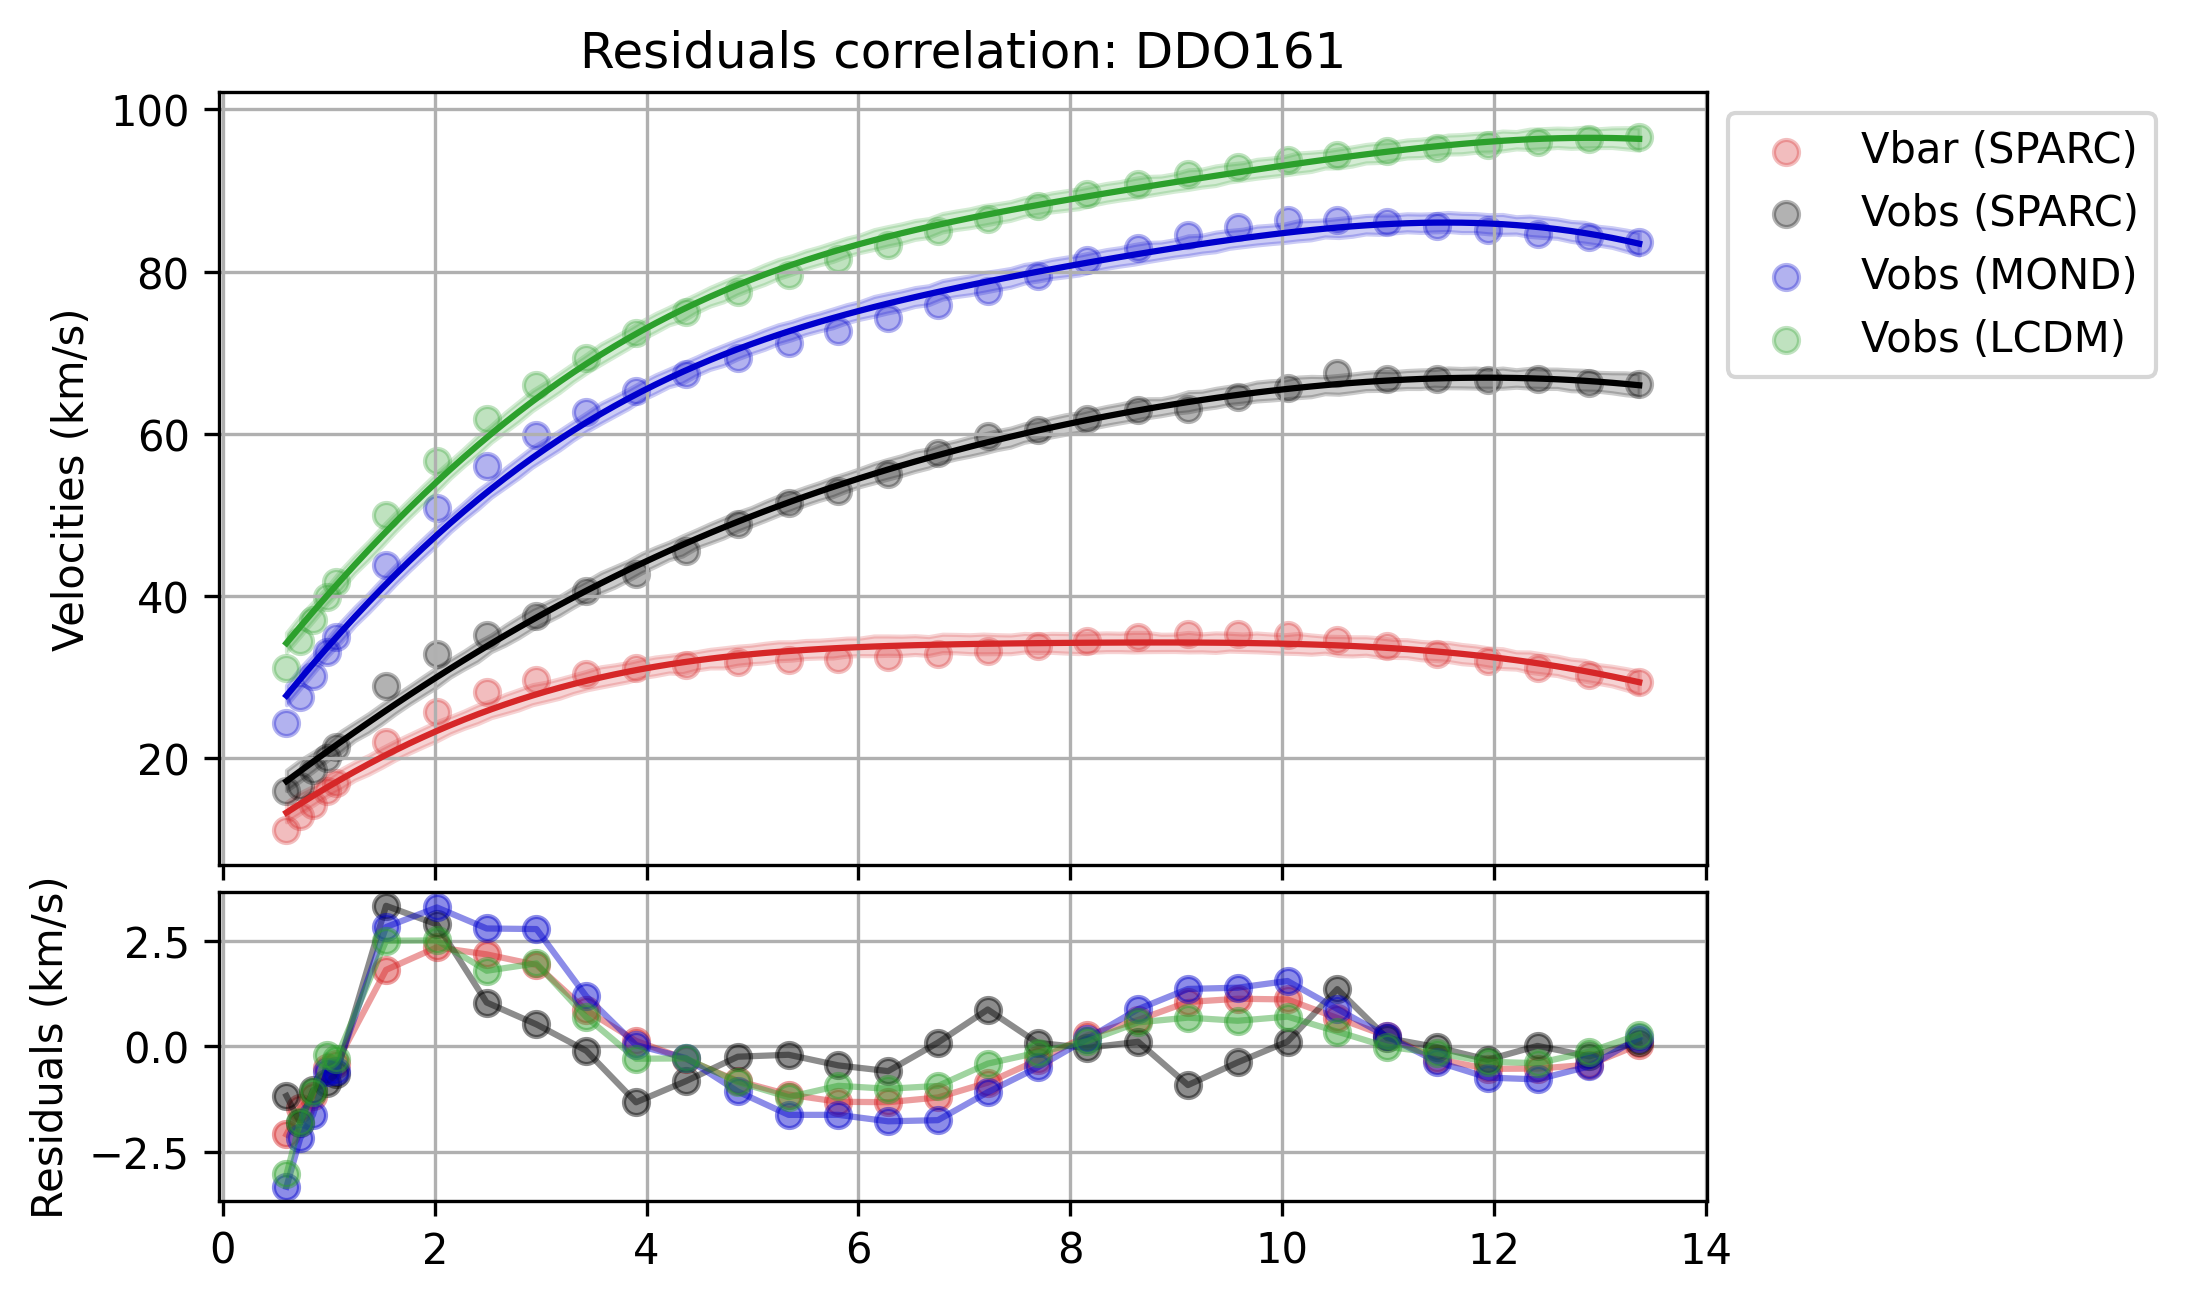 Residuals correlation: DDO161
Velocities (km/s)
100
80
60
40
20
Vbar (SPARC)
Vobs (SPARC)
Vobs (MOND)
Vobs (LCDM)
Residuals (km/s)
2.5
0.0
−2.5
0 2 4 6 8 10 12 14